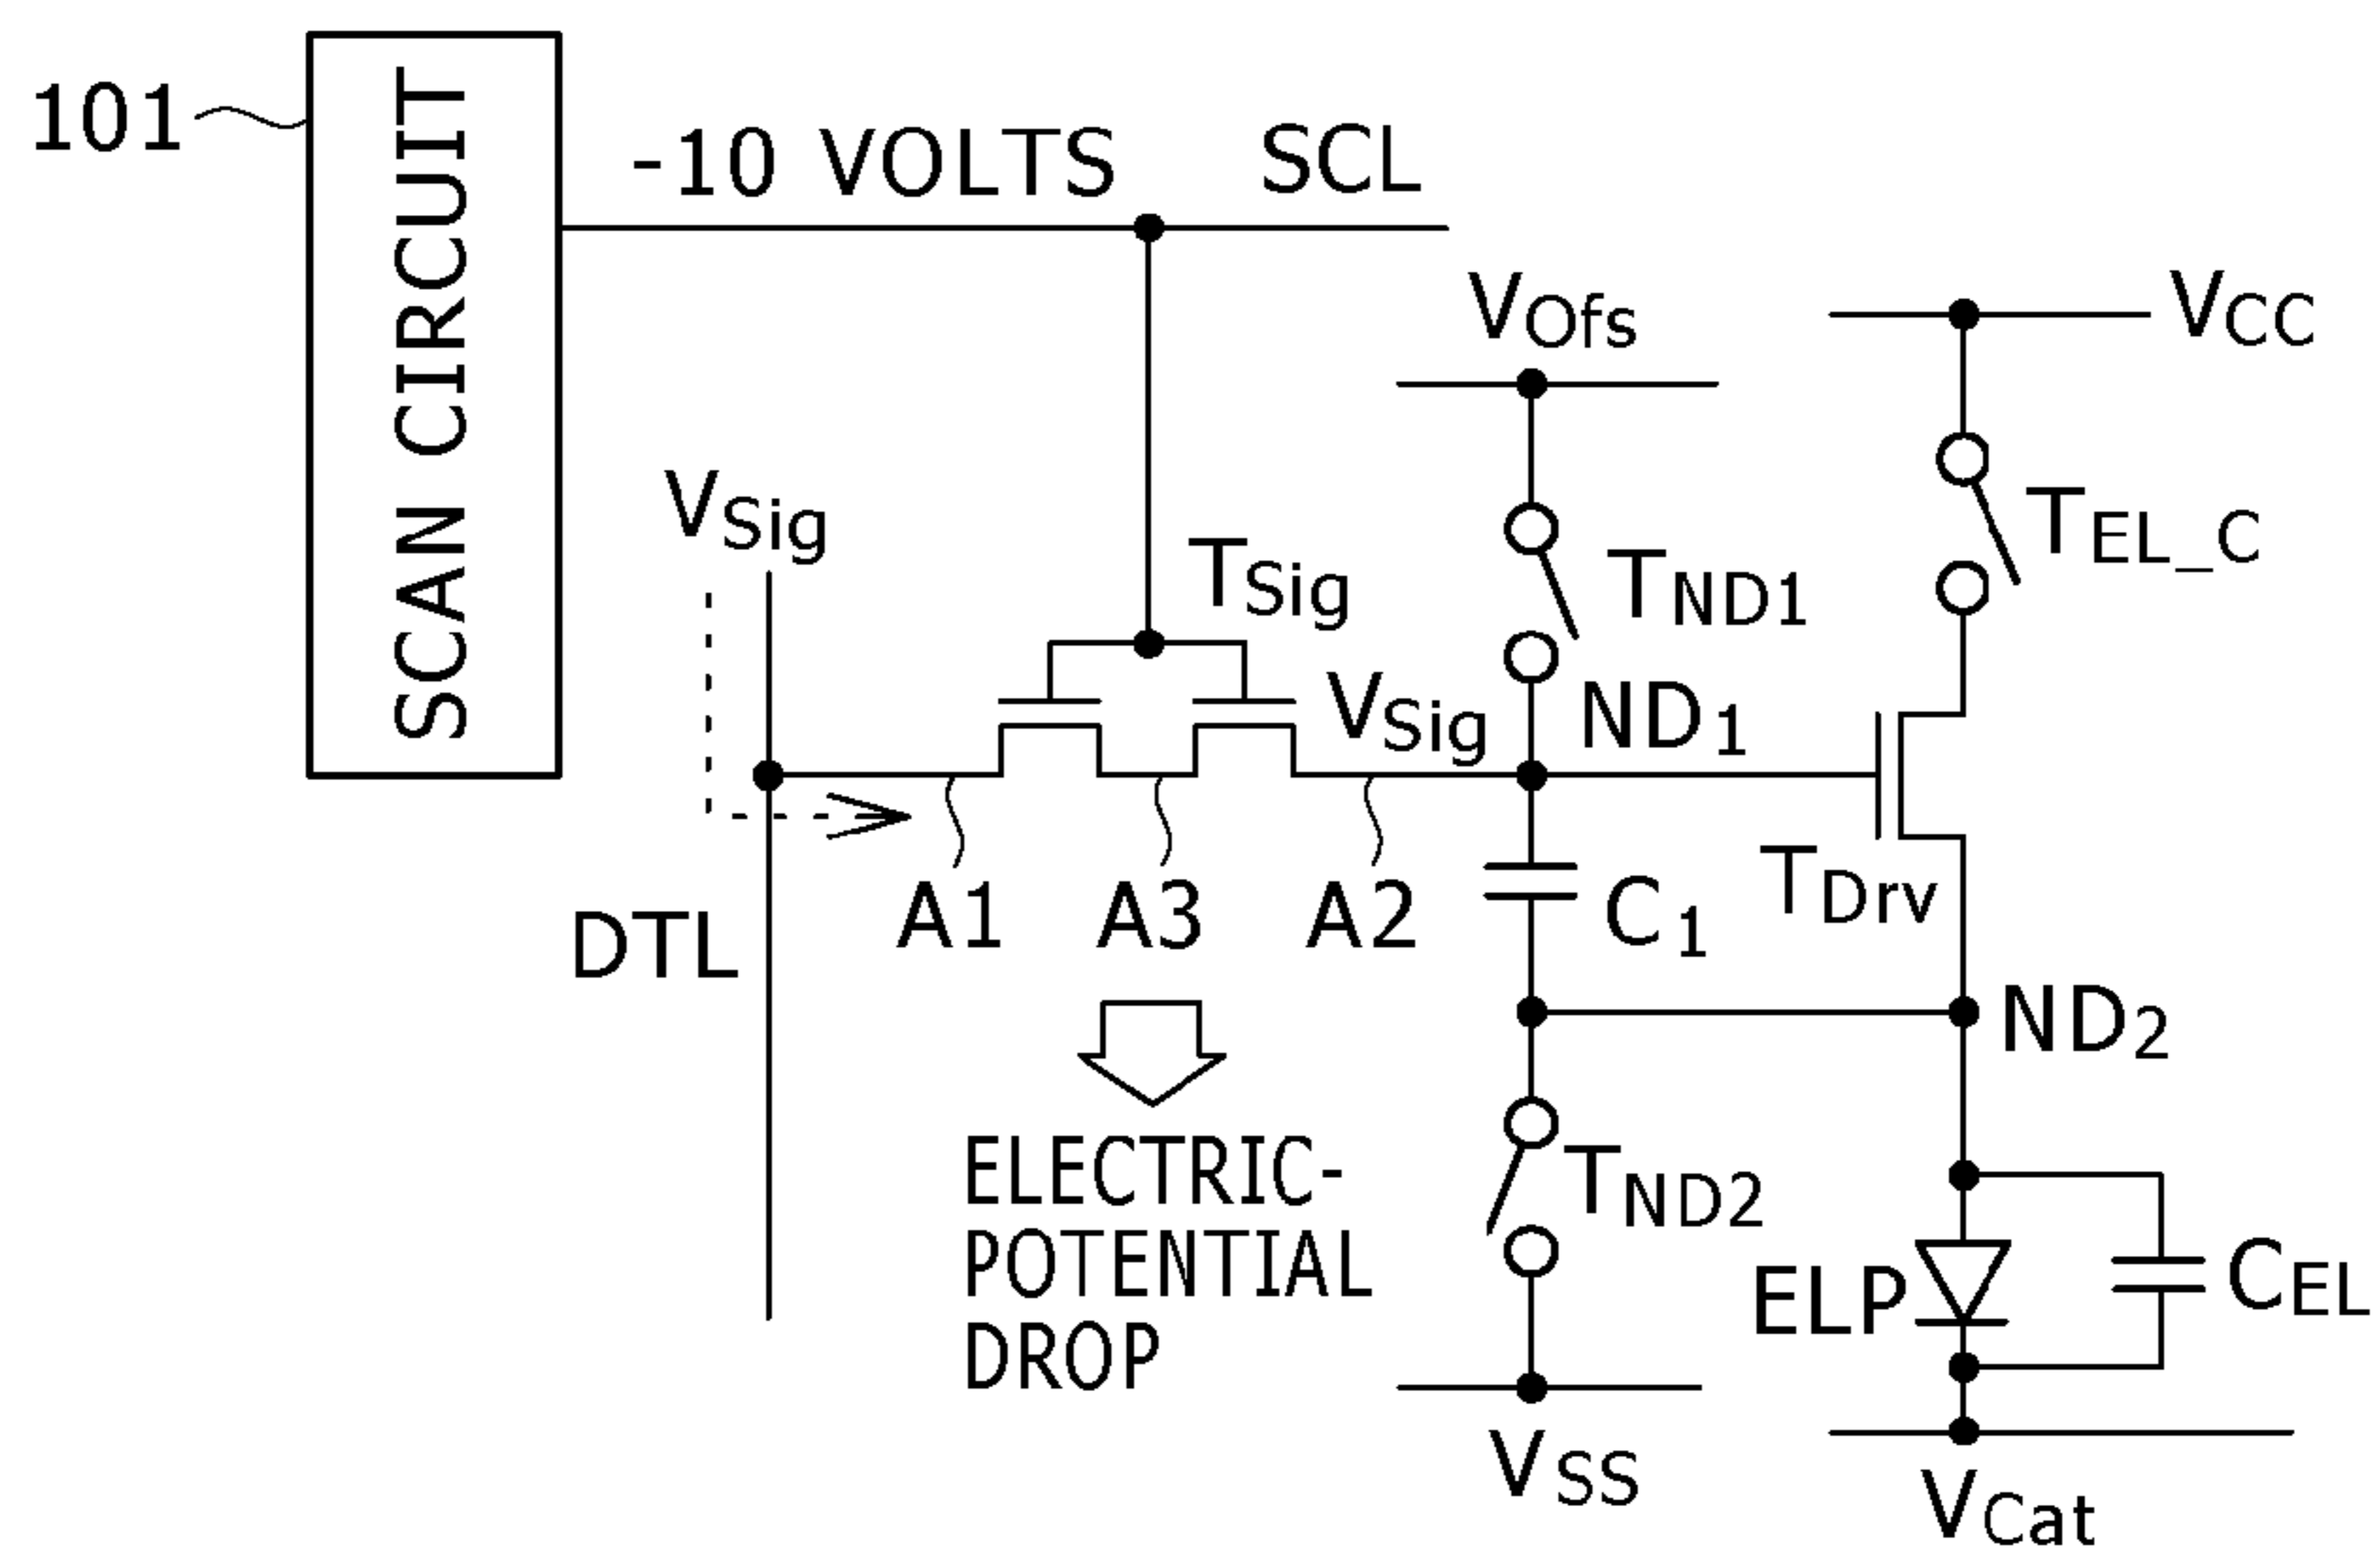 101
SCAN CIRCUIT
-10 VOLTS
SCL
VOfs
VCC
VSig
TSig
TND1
TEL_C
VSig
ND1
A1
A3
A2
C1
TDrv
DTL
ND2
ELECTRIC-
POTENTIAL
DROP
TND2
ELP
CEL
VSS
VCat